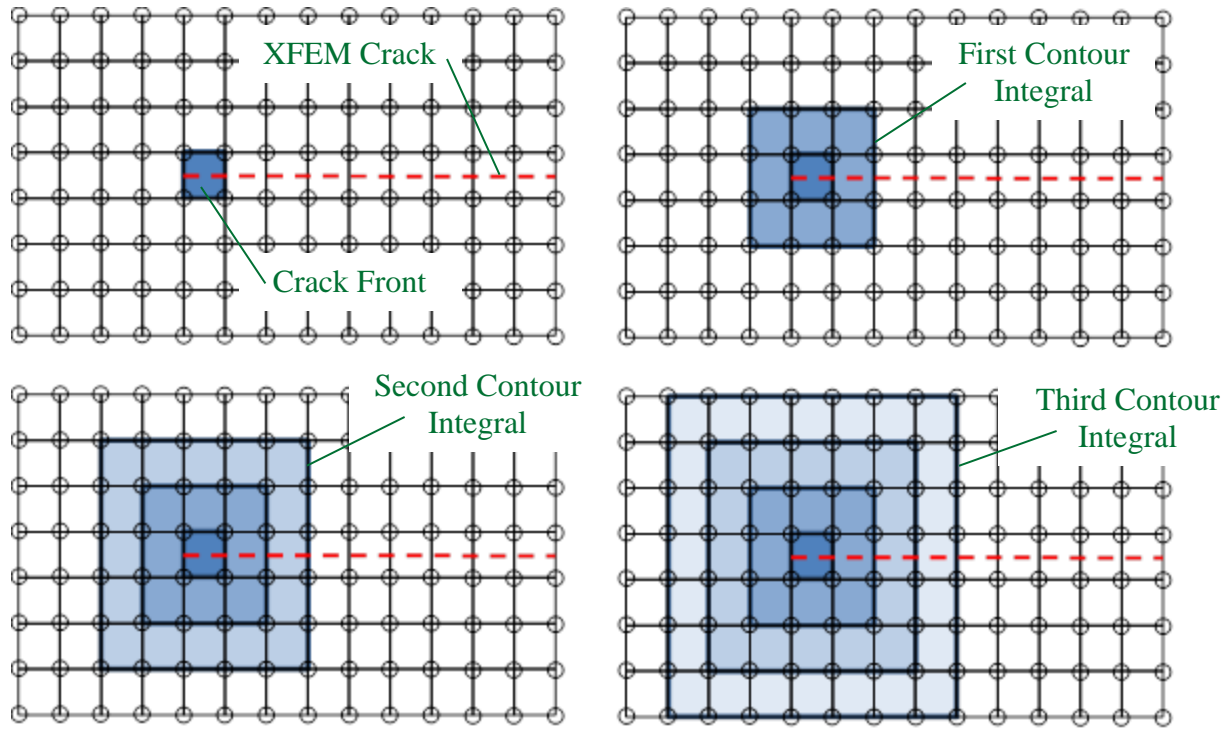 XFEM Crack
Crack Front
First Contour
Integral
Second Contour
Integral
Third Contour
Integral